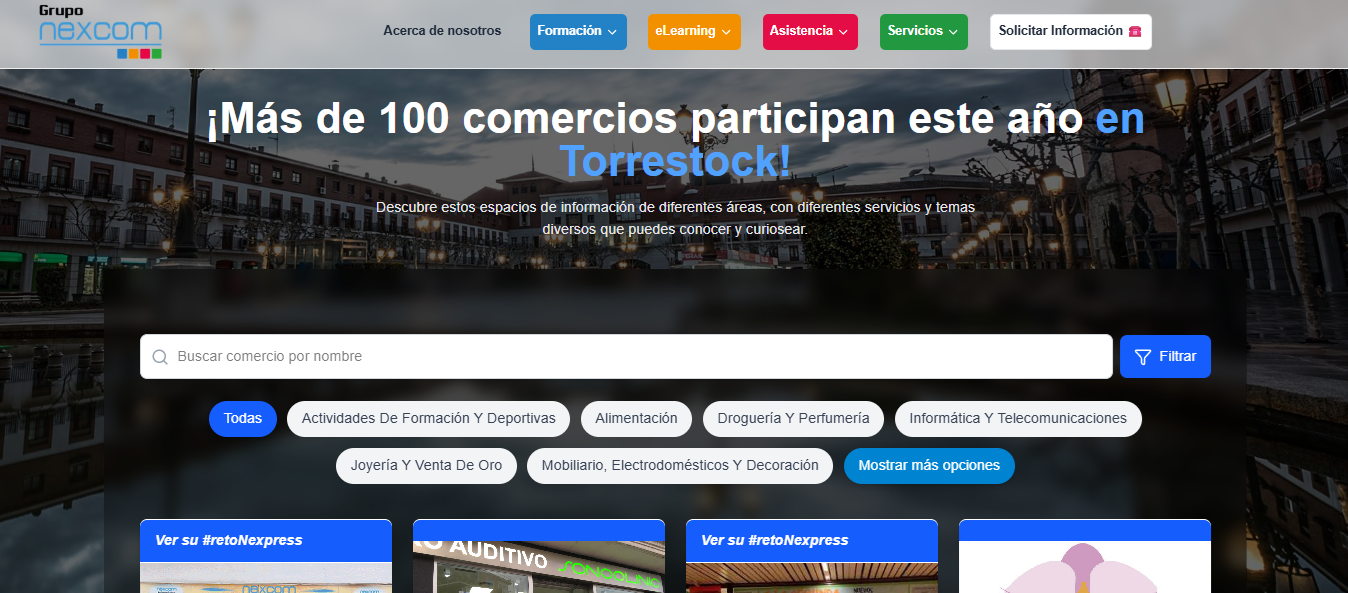 Grupo
nexcom
Acerca de nosotros
Formación
eLearning
Asistencia
Servicios
Solicitar Información
¡Más de 100 comercios participan este año en
Torrestock!
Descubre estos espacios de información de diferentes áreas, con diferentes servicios y temas
diversos que puedes conocer y curiosear.
Buscar comercio por nombre
Filtrar
Todas
Actividades De Formación Y Deportivas
Alimentación
Droguería Y Perfumería
Informática Y Telecomunicaciones
Joyería Y Venta De Oro
Mobiliario, Electrodomésticos Y Decoración
Mostrar más opciones
Ver su #retoNexpress
Ver su #retoNexpress
nexcom
AUDITIVO